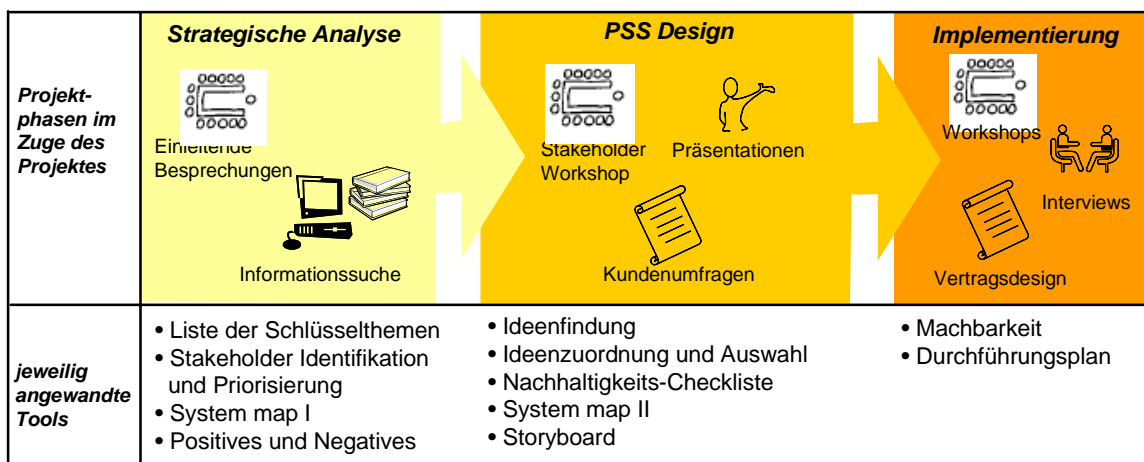 Strategische Analyse
PSS Design
Implementierung
Projekt-
phasen im
Zuge des
Projektes
Einleitende
Besprechungen
Informationssuche
Stakeholder
Workshop
Präsentationen
Kundenumfragen
Workshops
Interviews
Vertragsdesign
jeweilig
angewandte
Tools
• Liste der Schlüsselthemen
• Stakeholder Identifikation
und Priorisierung
• System map I
• Positives und Negatives
• Ideenfindung
• Ideenzuordnung und Auswahl
• Nachhaltigkeits-Checkliste
• System map II
• Storyboard
• Machbarkeit
• Durchführungsplan